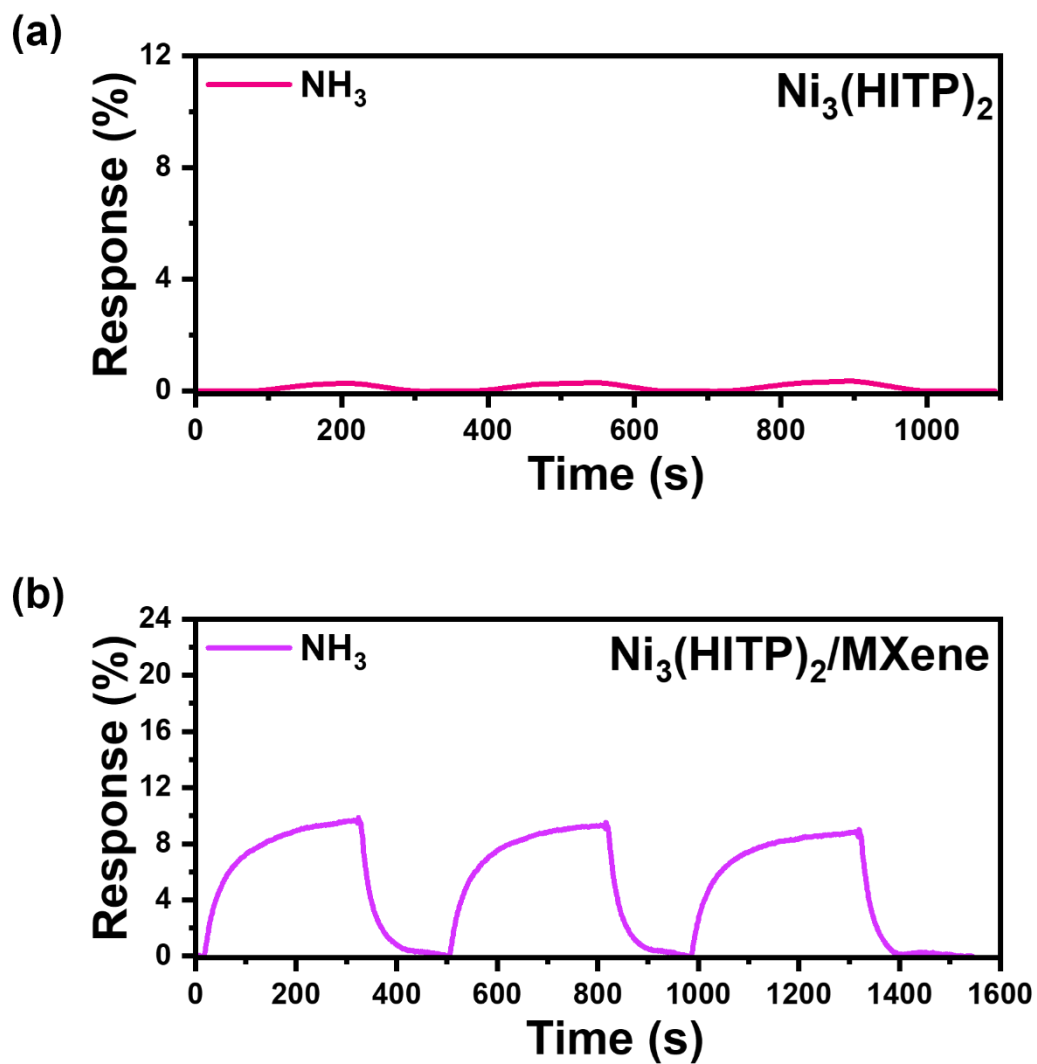 (a)
12
NH₃
Ni₃(HITP)₂
8
4
0
Response (%)
0 200 400 600 800 1000
Time (s)
(b)
24
NH₃
Ni₃(HITP)₂/MXene
20
16
12
8
4
0
Response (%)
0 200 400 600 800 1000 1200 1400 1600
Time (s)